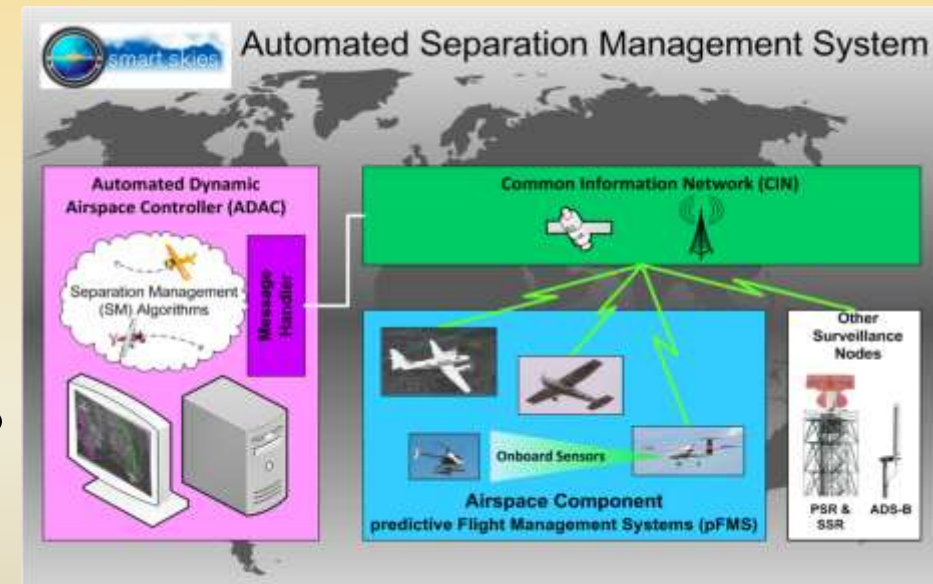 smart skies
Automated Separation Management System
Automated Dynamic
Airspace Controller (ADAC)
Separation Management
(SM) Algorithms
Message
Handler
Common Information Network (CIN)
Onboard Sensors
Airspace Component
predictive Flight Management Systems (pFMS)
Other
Surveillance
Nodes
PSR &
SSR
ADS-B